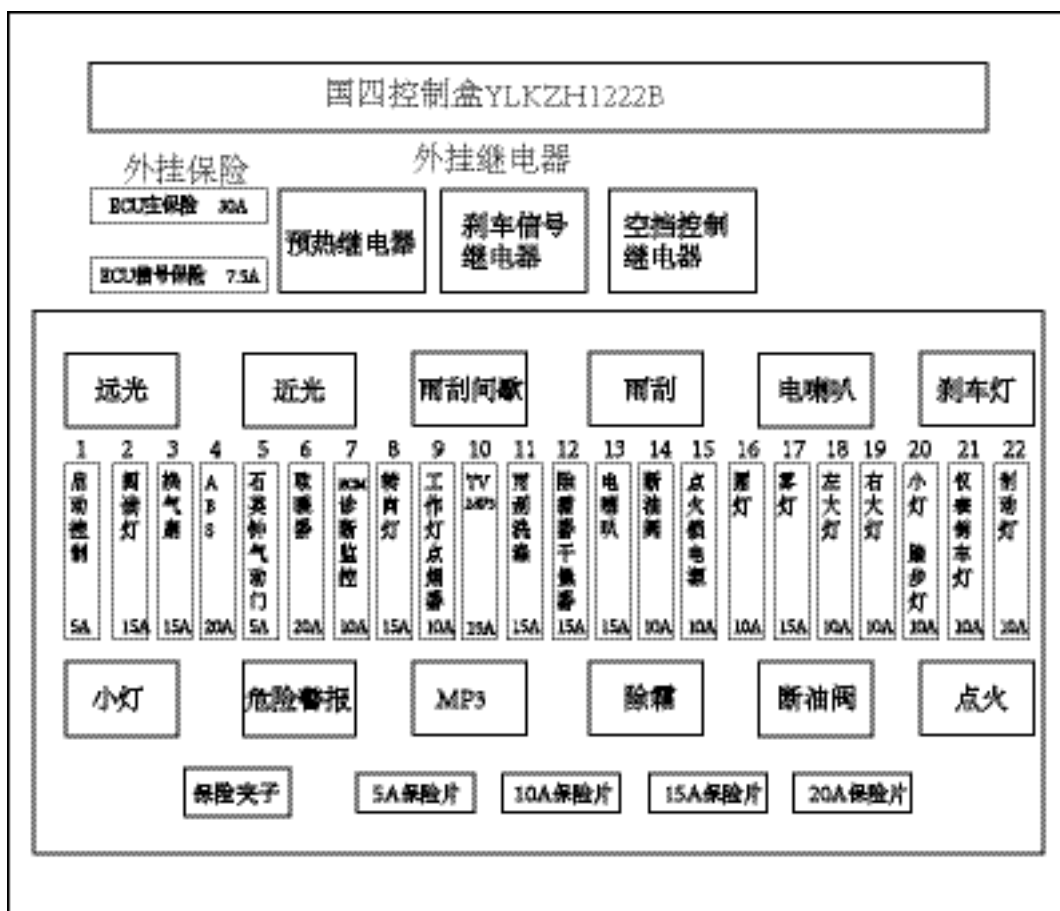 国四控制盒YLKZH1222B
外挂保险
外挂继电器
ECU主保险 30A
ECU信号保险 7.5A
预热继电器
刹车信号
继电器
空挡控制
继电器
远光
近光
雨刮间歇
雨刮
电喇叭
刹车灯
1 2 3 4 5 6 7 8 9 10 11 12 13 14 15 16 17 18 19 20 21 22
启动控制
阅读灯
换气扇
ABS
石英钟气动门
取暖器
诊断监控
转向灯
工作灯点烟器
TV
MP3
雨刮洗涤
除霜器干燥器
电喇叭
断油阀
点火锁电源
尾灯
雾灯
左大灯
右大灯
小灯 踏步灯
仪表倒车灯
制动灯
5A 15A 15A 20A 5A 20A 10A 15A 10A 25A 15A 15A 15A 10A 10A 10A 15A 10A 10A 10A 10A
小灯
危险警报
MP3
除霜
断油阀
点火
保险夹子
5A保险片
10A保险片
15A保险片
20A保险片